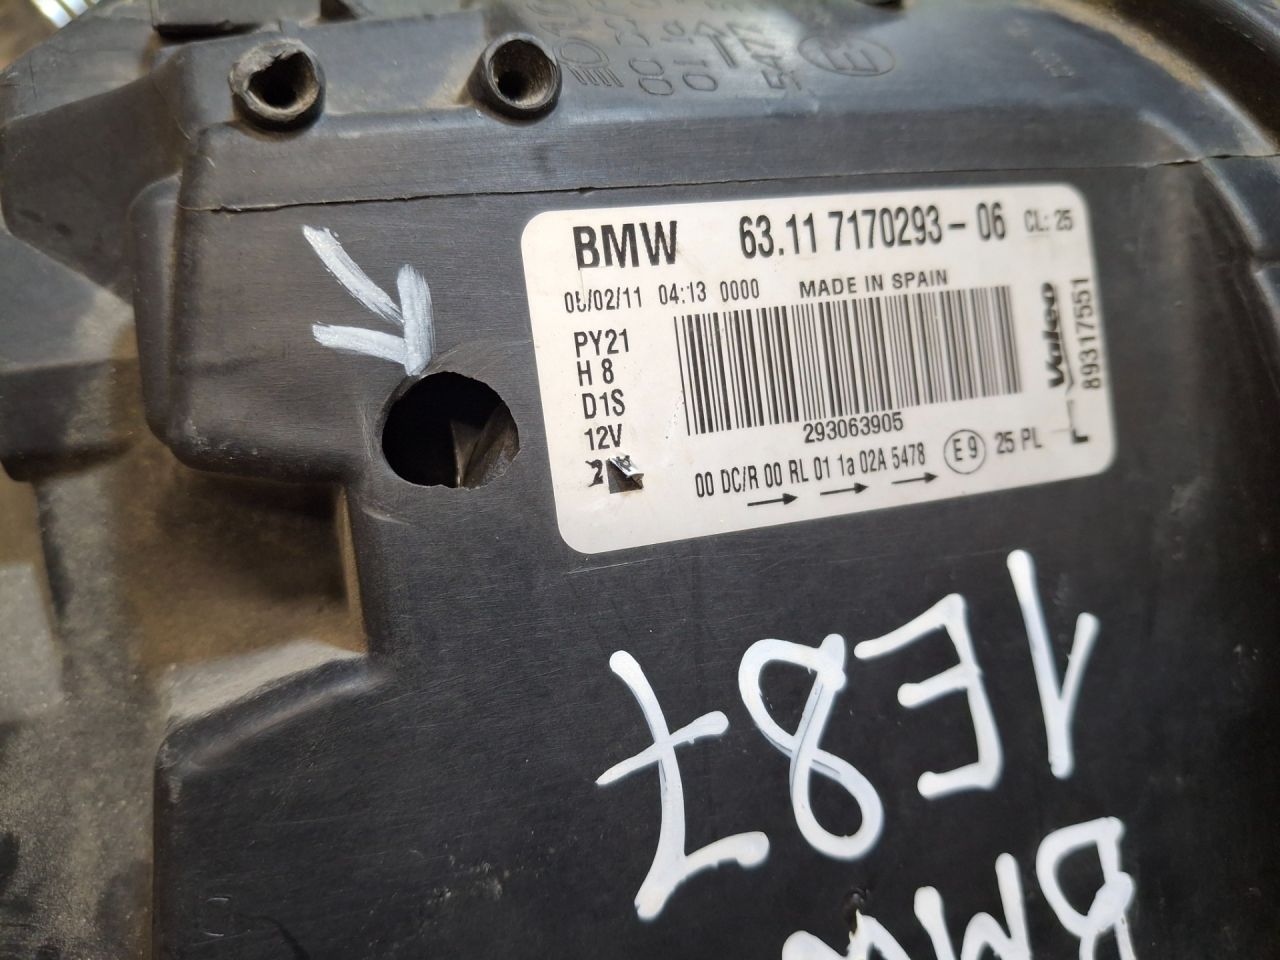 BMW 63.11 7170293-06 CL: 25
/02/11 04:13 0000 MADE IN SPAIN
PY21
H 8
D1S
12V
293063905
00 DC/R 00 RL 01 1a 02A 5478 E9 25 PL
Valeo
89317551
L
BMW
1E87